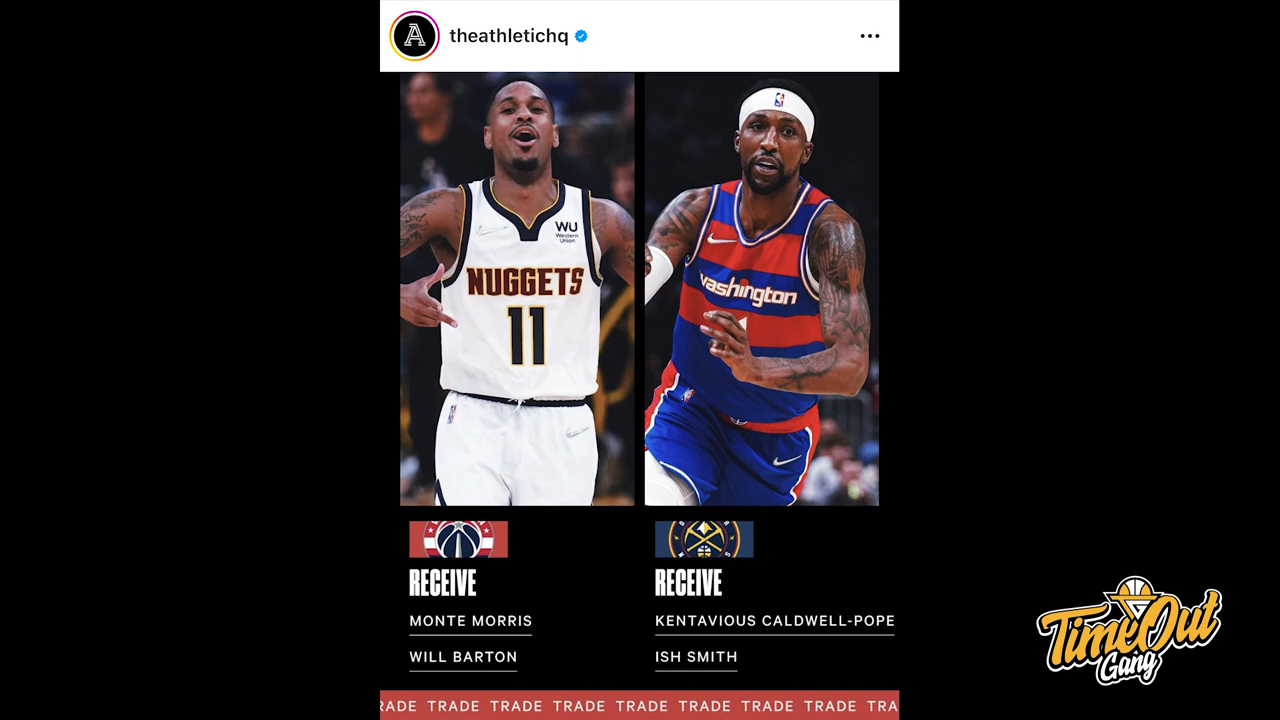 theathletichq
WU
Western
Union
NUGGETS
11
washington
1
RECEIVE
MONTE MORRIS
WILL BARTON
RECEIVE
KENTAVIOUS CALDWELL-POPE
ISH SMITH
RADE TRADE TRADE TRADE TRADE TRADE TRADE TRADE TRA
TimeOut
Gang